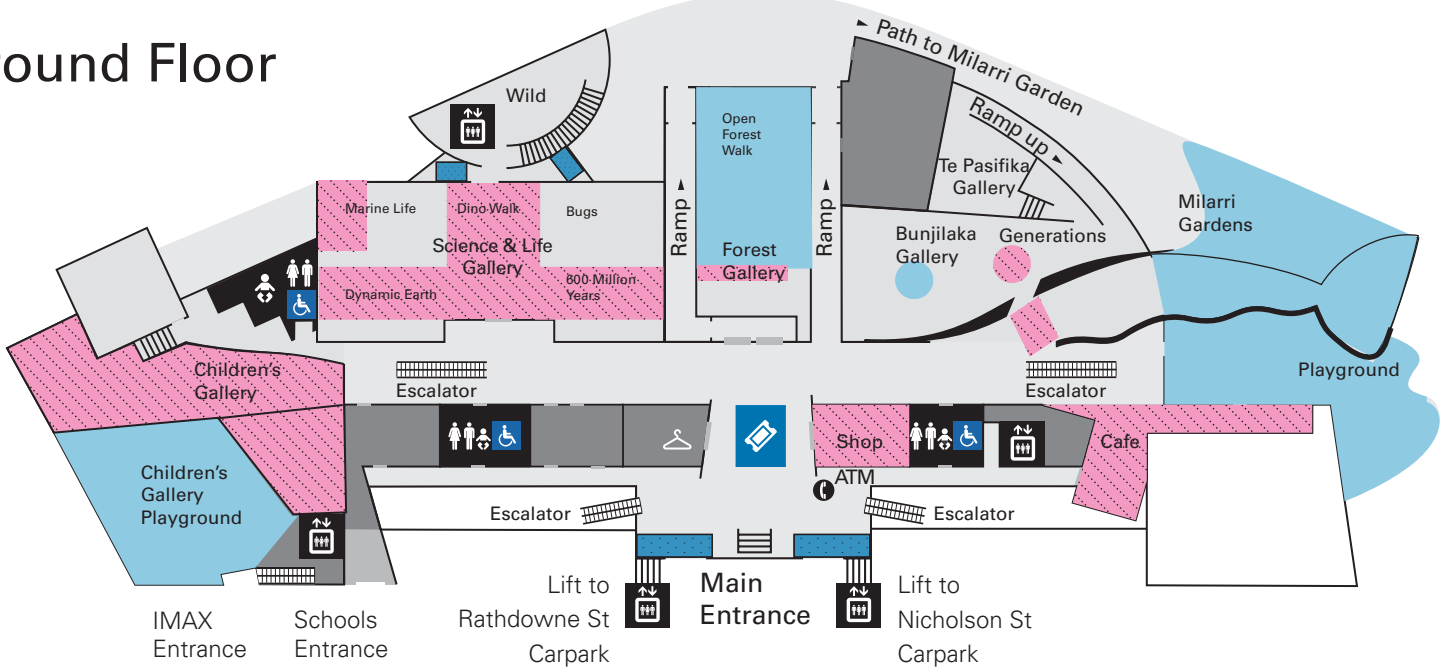 round Floor
Path to Milarri Garden
Ramp up
Wild
Open
Forest
Walk
Te Pasifika
Gallery
Milarri
Gardens
Marine Life
Dino Walk
Bugs
Science & Life
Gallery
Dynamic Earth
600 Million
Years
Ramp
Forest
Gallery
Ramp
Bunjilaka
Gallery
Generations
Children's
Gallery
Escalator
Escalator
Playground
Shop
Cafe
ATM
Children's
Gallery
Playground
Escalator
Escalator
IMAX
Entrance
Schools
Entrance
Lift to
Rathdowne St
Carpark
Main
Entrance
Lift to
Nicholson St
Carpark